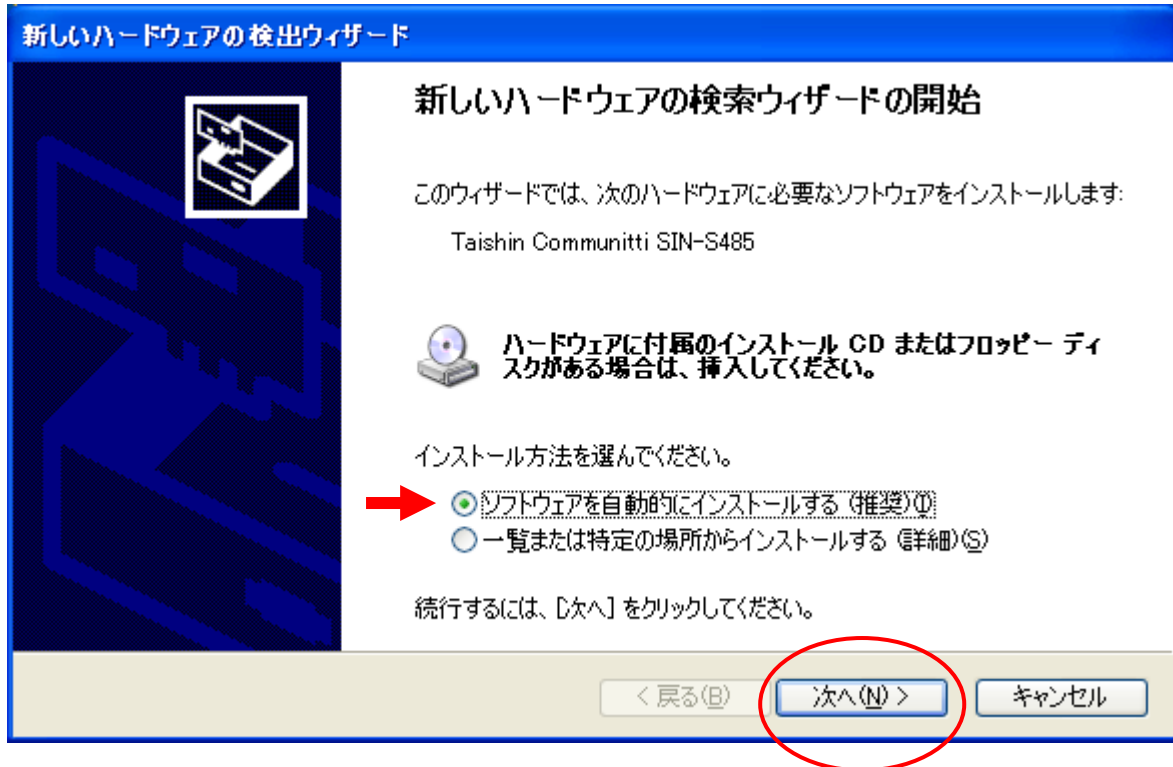 新しいハードウェアの検出ウィザード
新しいハードウェアの検索ウィザードの開始
このウィザードでは、次のハードウェアに必要なソフトウェアをインストールします:
Taishin Communitti SIN-S485
ハードウェアに付属のインストール CD またはフロッピー ディ
スクがある場合は、挿入してください。
インストール方法を選んでください。
ソフトウェアを自動的にインストールする (推奨)(I)
一覧または特定の場所からインストールする (詳細)(S)
続行するには、[次へ] をクリックしてください。
< 戻る(B) 次へ(N) > キャンセル